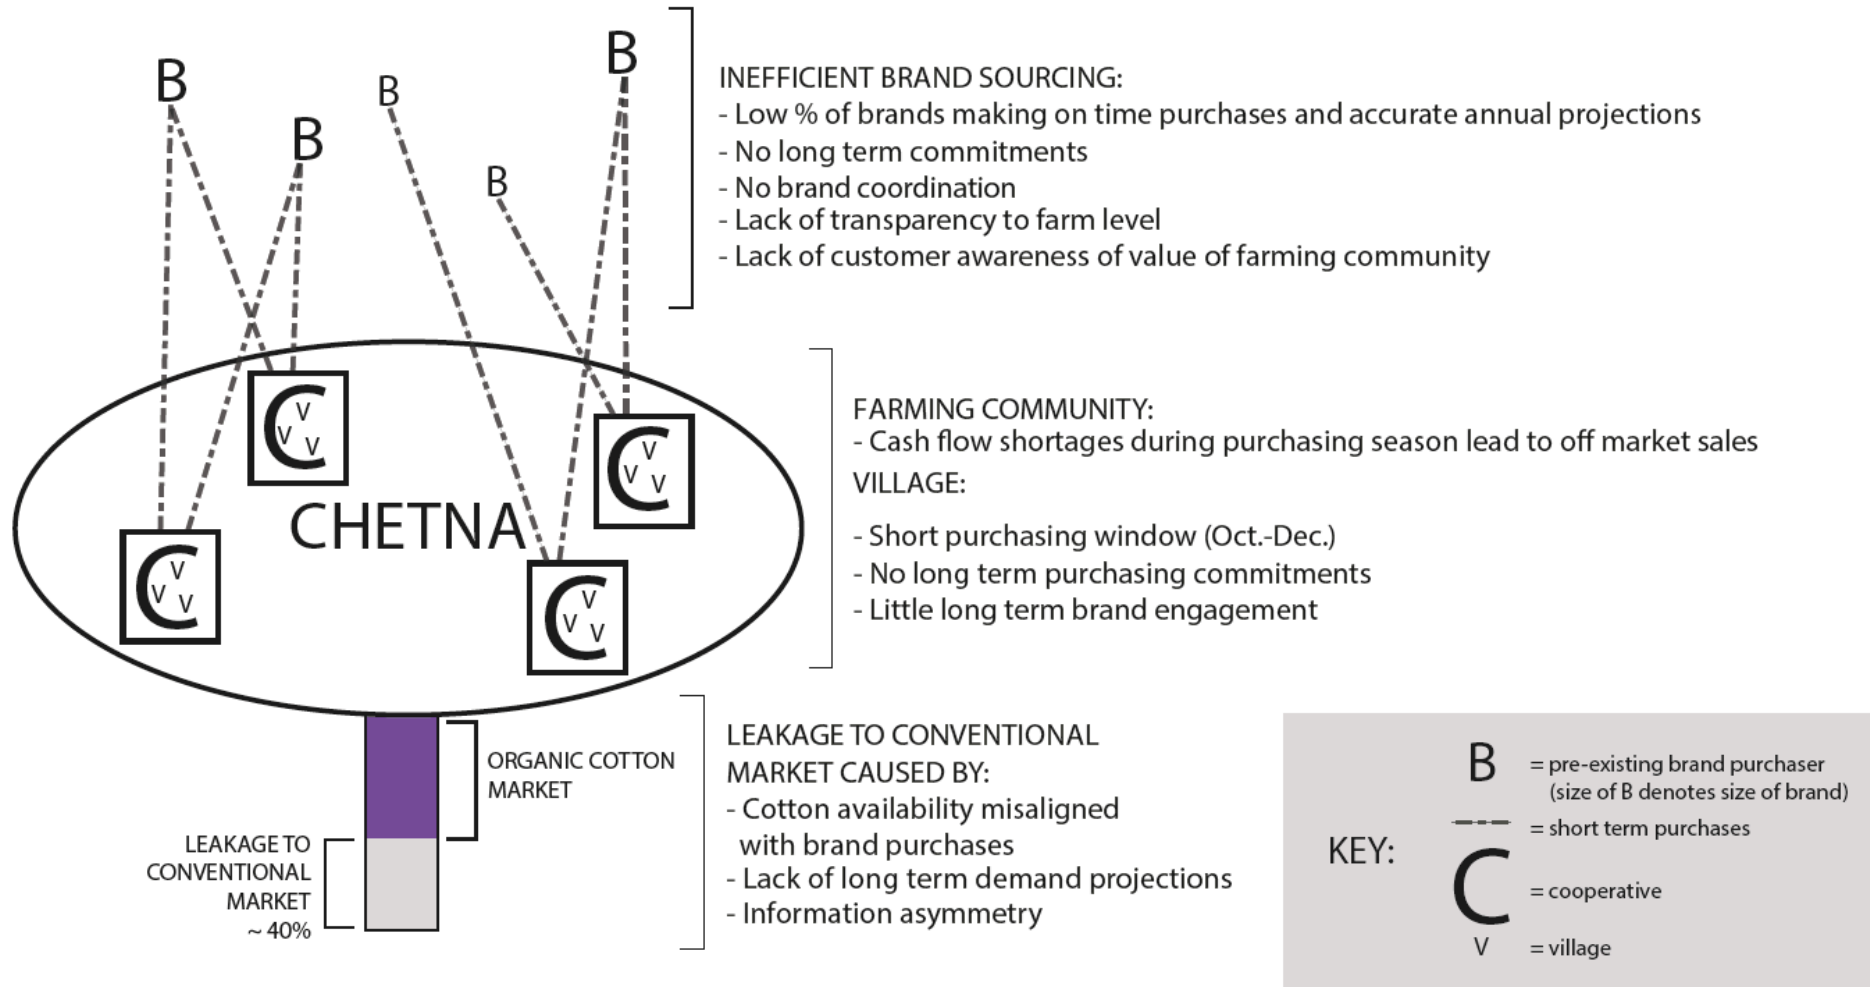 B
B
B
B
B
INEFFICIENT BRAND SOURCING:
- Low % of brands making on time purchases and accurate annual projections
- No long term commitments
- No brand coordination
- Lack of transparency to farm level
- Lack of customer awareness of value of farming community
C
V
V V
C
V
V V
CHETNA
C
V
V V
C
V
V V
FARMING COMMUNITY:
- Cash flow shortages during purchasing season lead to off market sales
VILLAGE:
- Short purchasing window (Oct.-Dec.)
- No long term purchasing commitments
- Little long term brand engagement
ORGANIC COTTON
MARKET
LEAKAGE TO
CONVENTIONAL
MARKET
~ 40%
LEAKAGE TO CONVENTIONAL
MARKET CAUSED BY:
- Cotton availability misaligned
with brand purchases
- Lack of long term demand projections
- Information asymmetry
KEY:
B = pre-existing brand purchaser
(size of B denotes size of brand)
= short term purchases
C = cooperative
V = village